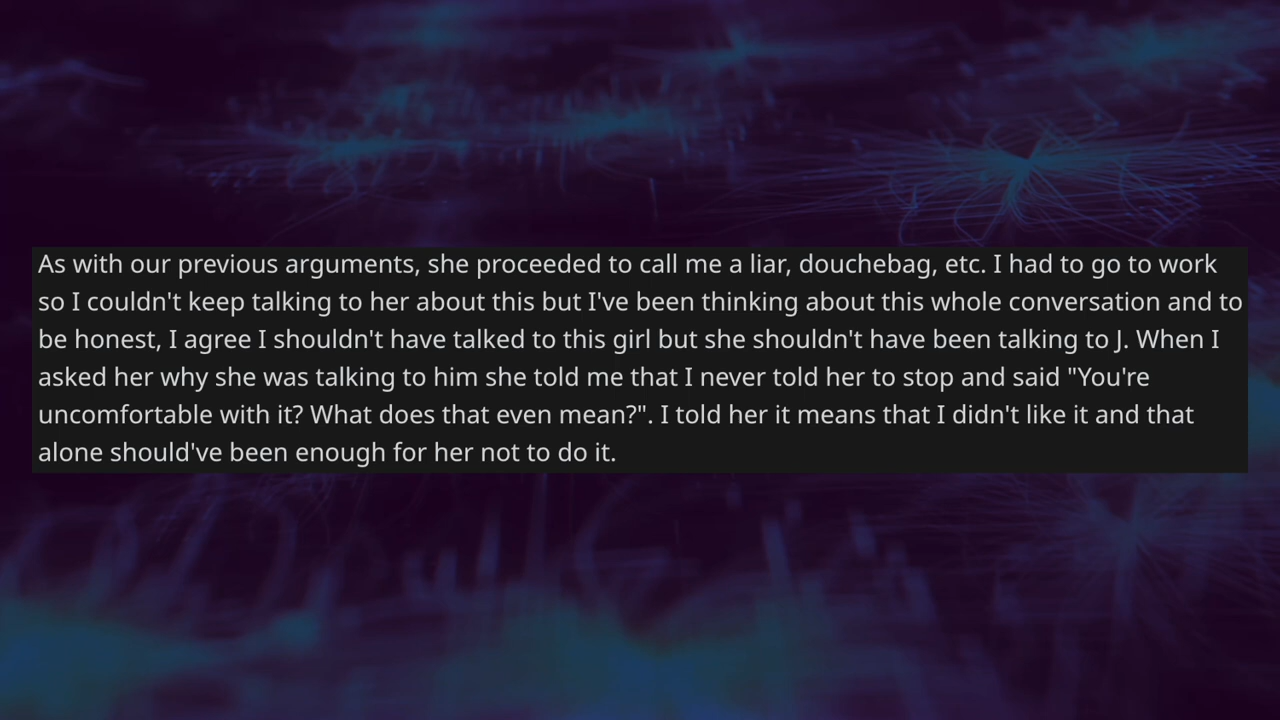 As with our previous arguments, she proceeded to call me a liar, douchebag, etc. I had to go to work
so I couldn't keep talking to her about this but I've been thinking about this whole conversation and to
be honest, I agree I shouldn't have talked to this girl but she shouldn't have been talking to J. When I
asked her why she was talking to him she told me that I never told her to stop and said "You're
uncomfortable with it? What does that even mean?". I told her it means that I didn't like it and that
alone should've been enough for her not to do it.